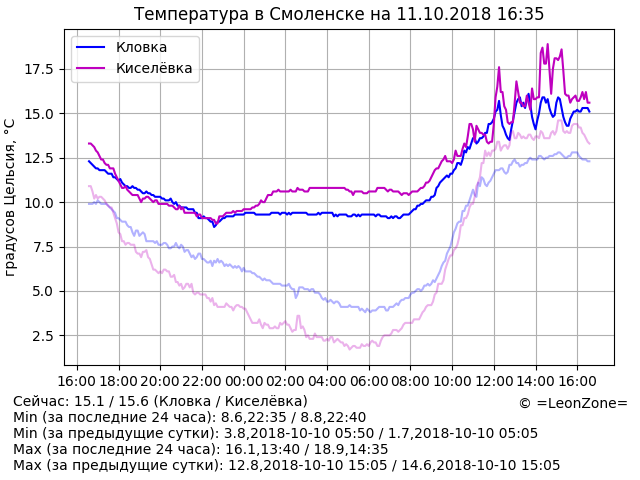 Температура в Смоленске на 11.10.2018 16:35
Кловка
Киселёвка
градусов Цельсия, °C
17.5
15.0
12.5
10.0
7.5
5.0
2.5
16:00 18:00 20:00 22:00 00:00 02:00 04:00 06:00 08:00 10:00 12:00 14:00 16:00
Сейчас: 15.1 / 15.6 (Кловка / Киселёвка)
© =LeonZone=
Min (за последние 24 часа): 8.6,22:35 / 8.8,22:40
Min (за предыдущие сутки): 3.8,2018-10-10 05:50 / 1.7,2018-10-10 05:05
Max (за последние 24 часа): 16.1,13:40 / 18.9,14:35
Max (за предыдущие сутки): 12.8,2018-10-10 15:05 / 14.6,2018-10-10 15:05